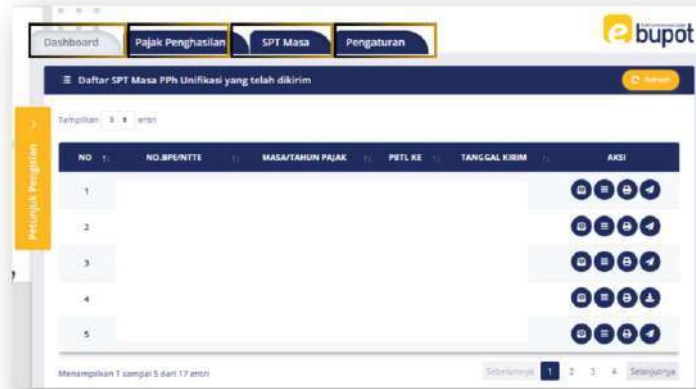 Dashboard Pajak Penghasilan SPT Masa Pengaturan
e bupot
Daftar SPT Masa PPh Unifikasi yang telah dikirim
Refresh
Tampilkan 5 entri
Petunjuk Pengisian
NO NO.BPE/NTTE MASA/TAHUN PAJAK PBTL KE TANGGAL KIRIM AKSI
1
2
3
4
5
Menampilkan 1 sampai 5 dari 17 entri
Sebelumnya 1 2 3 4 Selanjutnya